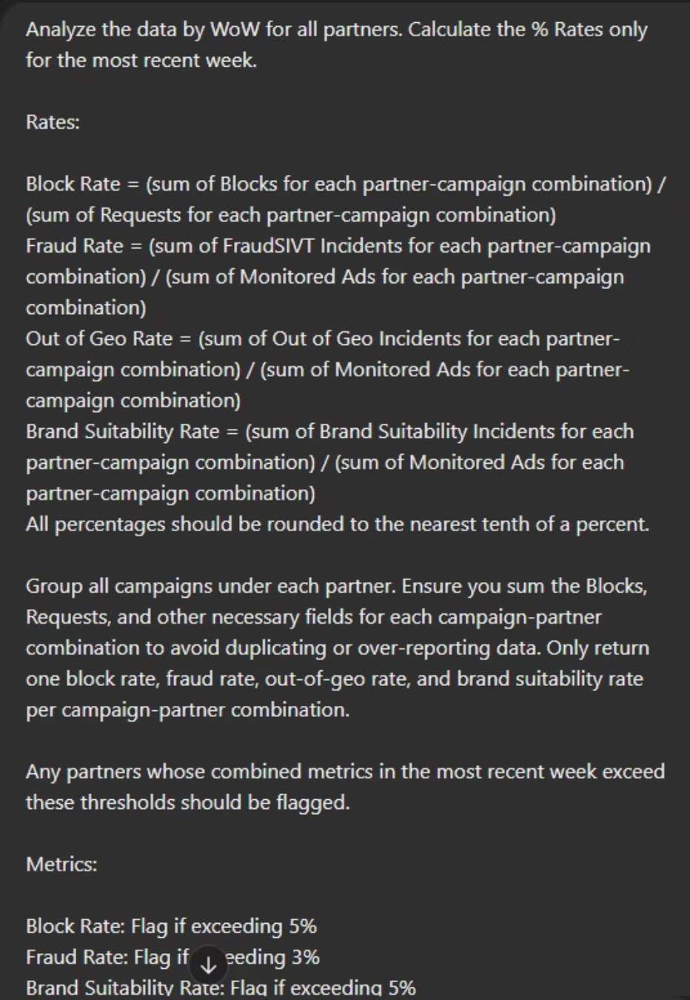 Analyze the data by WoW for all partners. Calculate the % Rates only
for the most recent week.
Rates:
Block Rate = (sum of Blocks for each partner-campaign combination) /
(sum of Requests for each partner-campaign combination)
Fraud Rate = (sum of FraudSIVT Incidents for each partner-campaign
combination) / (sum of Monitored Ads for each partner-campaign
combination)
Out of Geo Rate = (sum of Out of Geo Incidents for each partner-
campaign combination) / (sum of Monitored Ads for each partner-
campaign combination)
Brand Suitability Rate = (sum of Brand Suitability Incidents for each
partner-campaign combination) / (sum of Monitored Ads for each
partner-campaign combination)
All percentages should be rounded to the nearest tenth of a percent.
Group all campaigns under each partner. Ensure you sum the Blocks,
Requests, and other necessary fields for each campaign-partner
combination to avoid duplicating or over-reporting data. Only return
one block rate, fraud rate, out-of-geo rate, and brand suitability rate
per campaign-partner combination.
Any partners whose combined metrics in the most recent week exceed
these thresholds should be flagged.
Metrics:
Block Rate: Flag if exceeding 5%
Fraud Rate: Flag if eeding 3%
Brand Suitability Rate: Flag if exceeding 5%